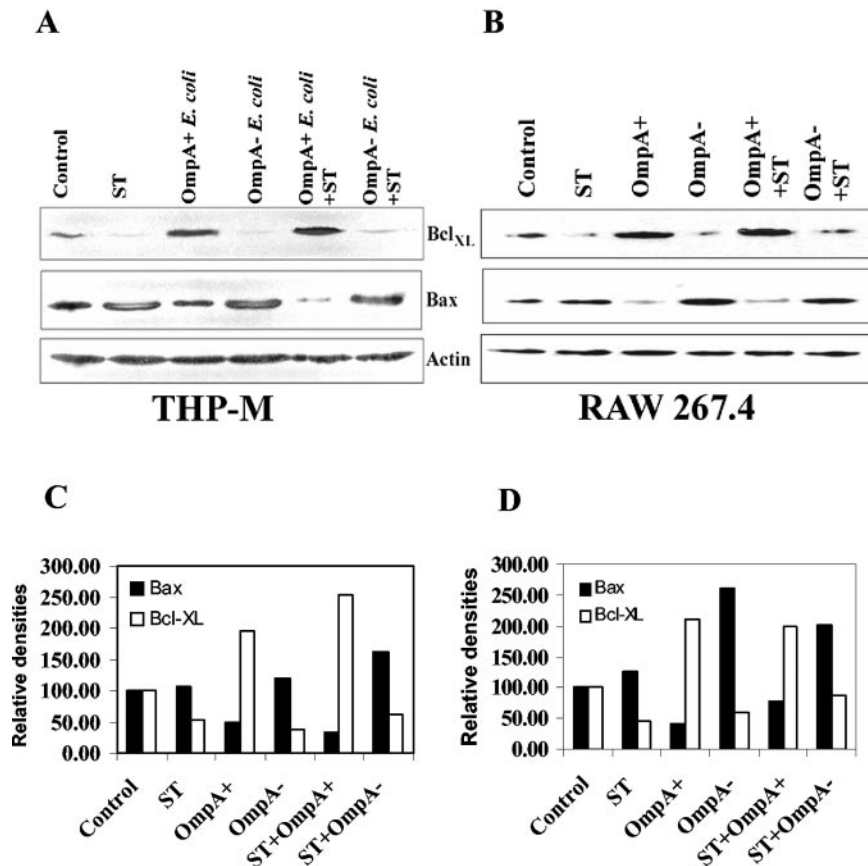 A
B
Control
ST
OmpA+ E. coli
OmpA- E. coli
OmpA+ E. coli
+ST
OmpA- E. coli
+ST
Control
ST
OmpA+
OmpA-
OmpA+
+ST
OmpA-
+ST
BclXL
Bax
Actin
THP-M
RAW 267.4
C
D
Relative densities
300.00
250.00
200.00
150.00
100.00
50.00
0.00
Bax
Bcl-XL
Control
ST
OmpA+
OmpA-
ST+OmpA+
ST+OmpA-
Relative densities
300.00
250.00
200.00
150.00
100.00
50.00
0.00
Bax
Bcl-XL
Control
ST
OmpA+
OmpA-
ST+OmpA+
ST+OmpA-